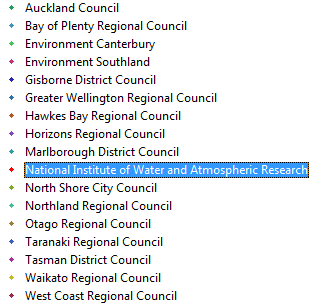 Auckland Council
Bay of Plenty Regional Council
Environment Canterbury
Environment Southland
Gisborne District Council
Greater Wellington Regional Council
Hawkes Bay Regional Council
Horizons Regional Council
Marlborough District Council
National Institute of Water and Atmospheric Research
North Shore City Council
Northland Regional Council
Otago Regional Council
Taranaki Regional Council
Tasman District Council
Waikato Regional Council
West Coast Regional Council